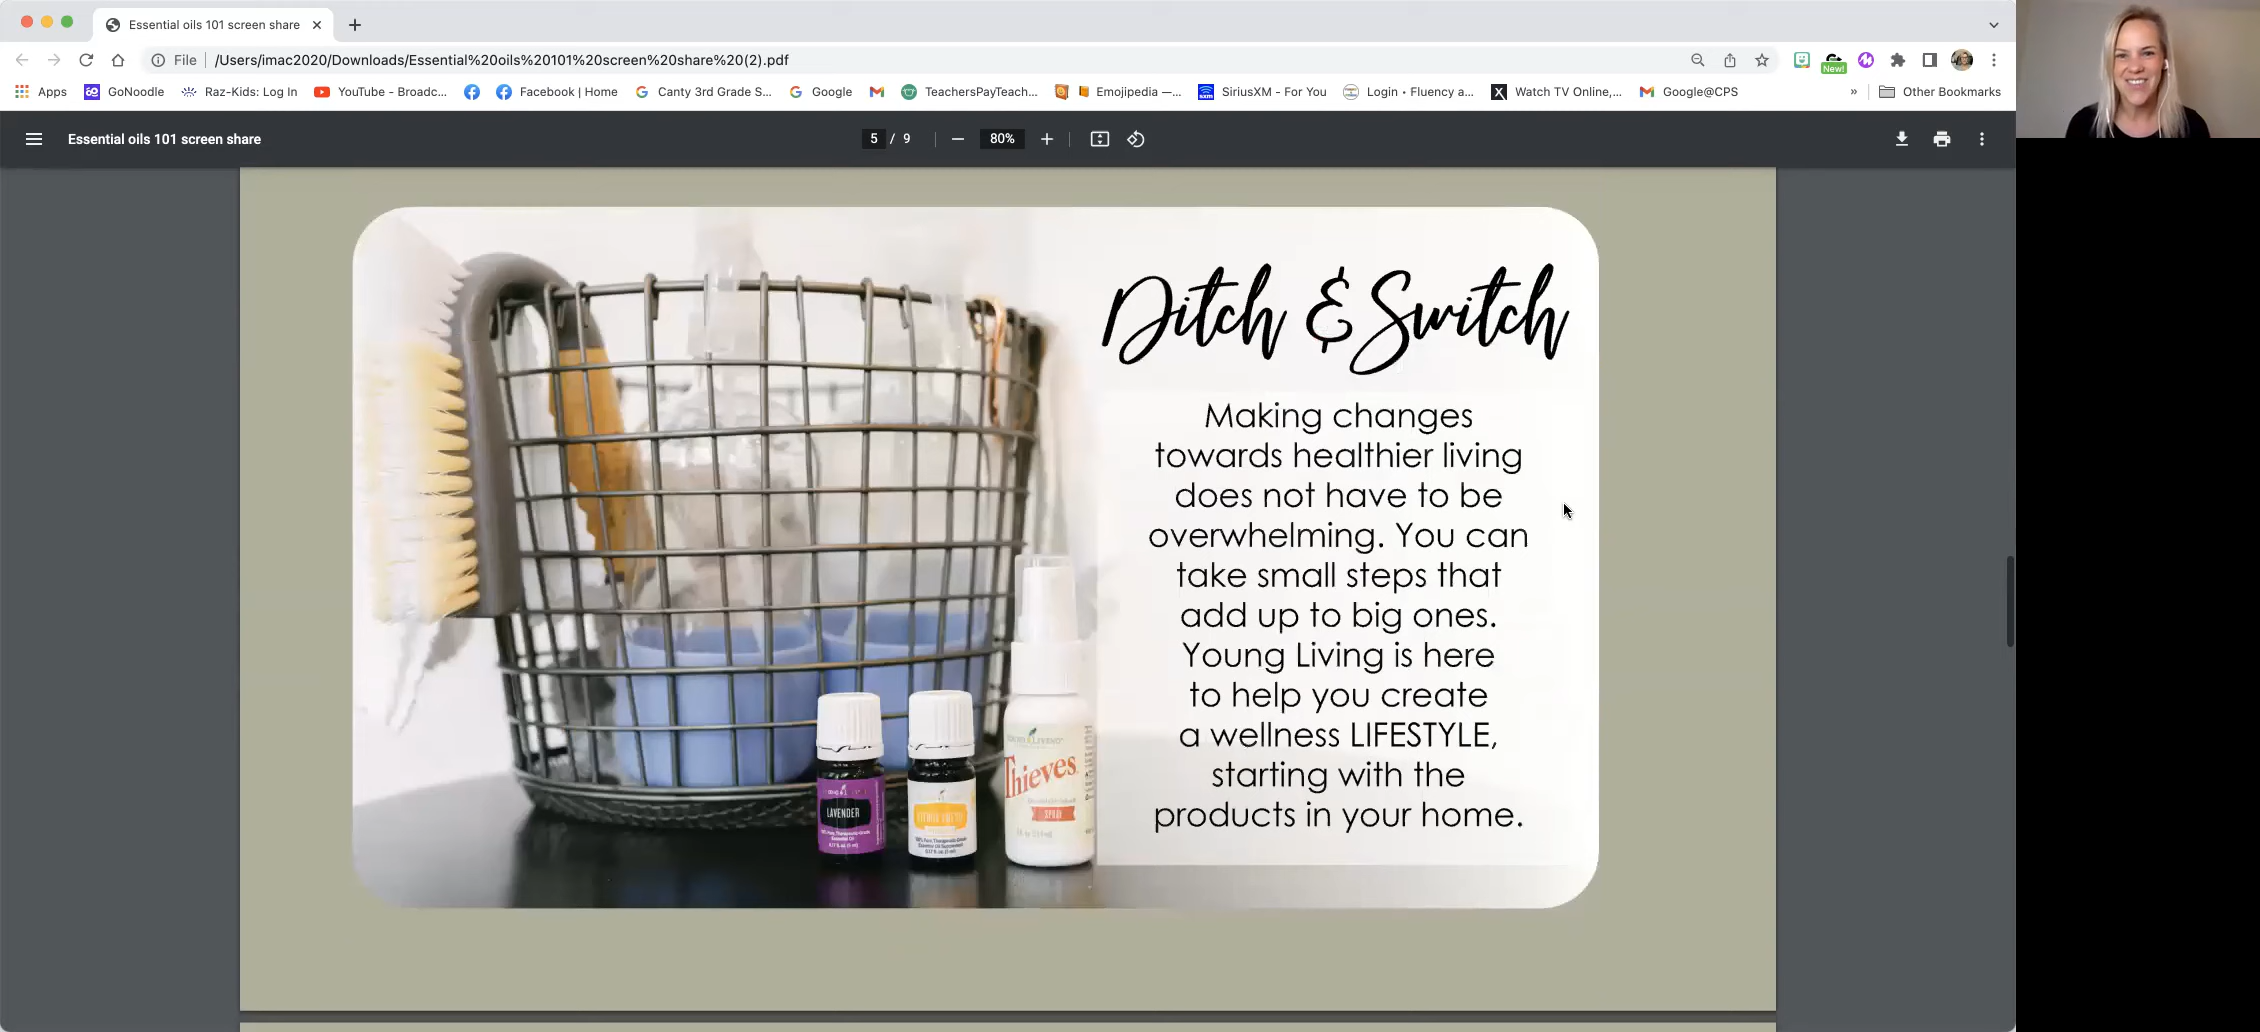 Essential oils 101 screen share
File /Users/imac2020/Downloads/Essential%20oils%20101%20screen%20share%20(2).pdf
New!
Apps GoNoodle Raz-Kids: Log In YouTube - Broadc... Facebook | Home Canty 3rd Grade S... Google TeachersPayTeach... Emojipedia —... SiriusXM - For You Login • Fluency a... Watch TV Online,... Google@CPS » Other Bookmarks
Essential oils 101 screen share 5 / 9 80%
Ditch & Switch
Making changes
towards healthier living
does not have to be
overwhelming. You can
take small steps that
add up to big ones.
Young Living is here
to help you create
a wellness LIFESTYLE,
starting with the
products in your home.
LAVENDER
Thieves
SPRAY